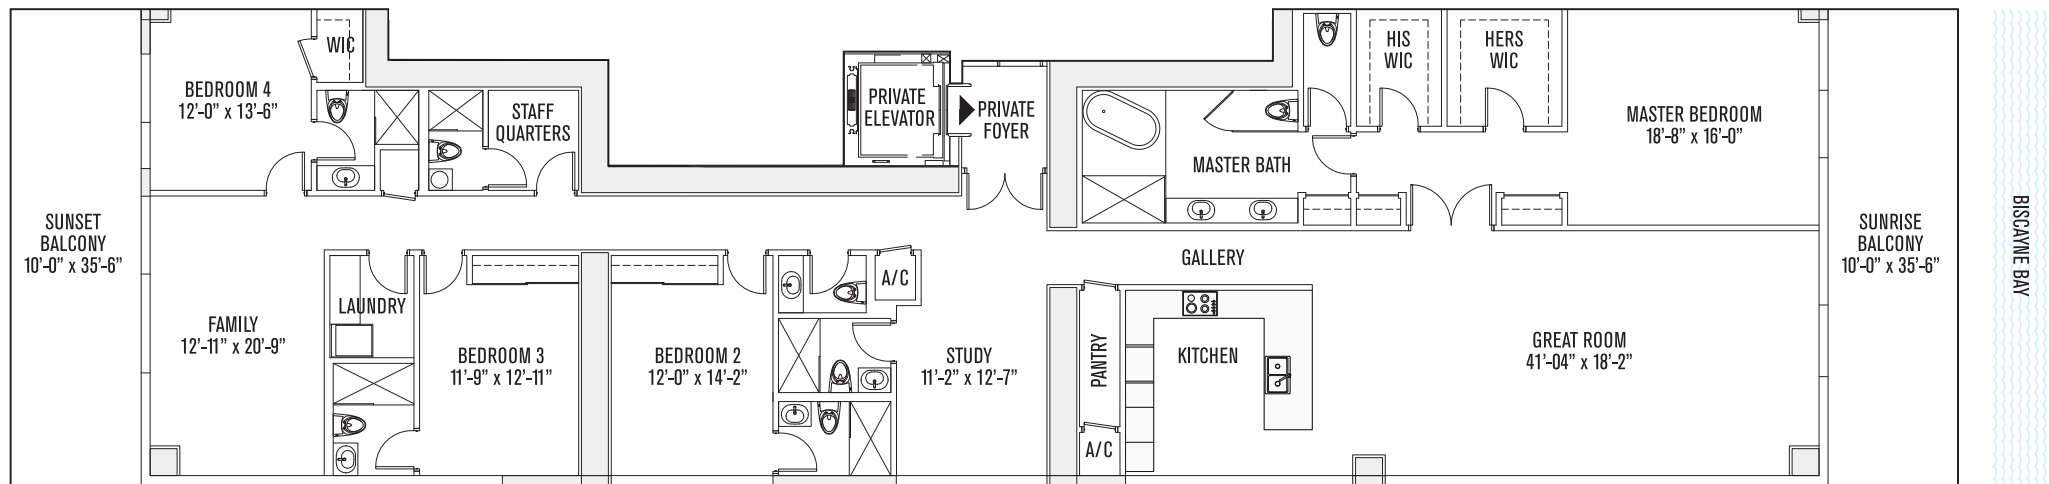 WIC
BEDROOM 4
12'-0" x 13'-6"
STAFF
QUARTERS
PRIVATE
ELEVATOR
PRIVATE
FOYER
HIS
WIC
HERS
WIC
MASTER BEDROOM
18'-8" x 16'-0"
MASTER BATH
SUNSET
BALCONY
10'-0" x 35'-6"
SUNRISE
BALCONY
10'-0" x 35'-6"
BISCAYNE BAY
GALLERY
A/C
LAUNDRY
FAMILY
12'-11" x 20'-9"
BEDROOM 3
11'-9" x 12'-11"
BEDROOM 2
12'-0" x 14'-2"
STUDY
11'-2" x 12'-7"
PANTRY
KITCHEN
GREAT ROOM
41'-04" x 18'-2"
A/C